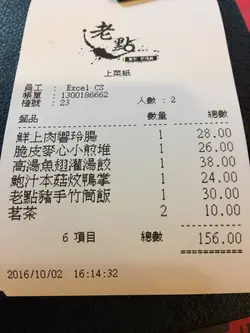 老點
上菜紙
員工 : Excel CS
帳單 : 1300186662
檯號 : 23 人數 : 2
餸品 數量 總數
鮮上肉響玲腸 1 28.00
脆皮麥心小煎堆 1 26.00
高湯魚翅灌湯餃 1 38.00
鮑汁本菇炆鴨掌 1 24.00
老點豬手竹筒飯 1 30.00
茗茶 2 10.00
6 項目 總數 156.00
2016/10/02 16:14:32